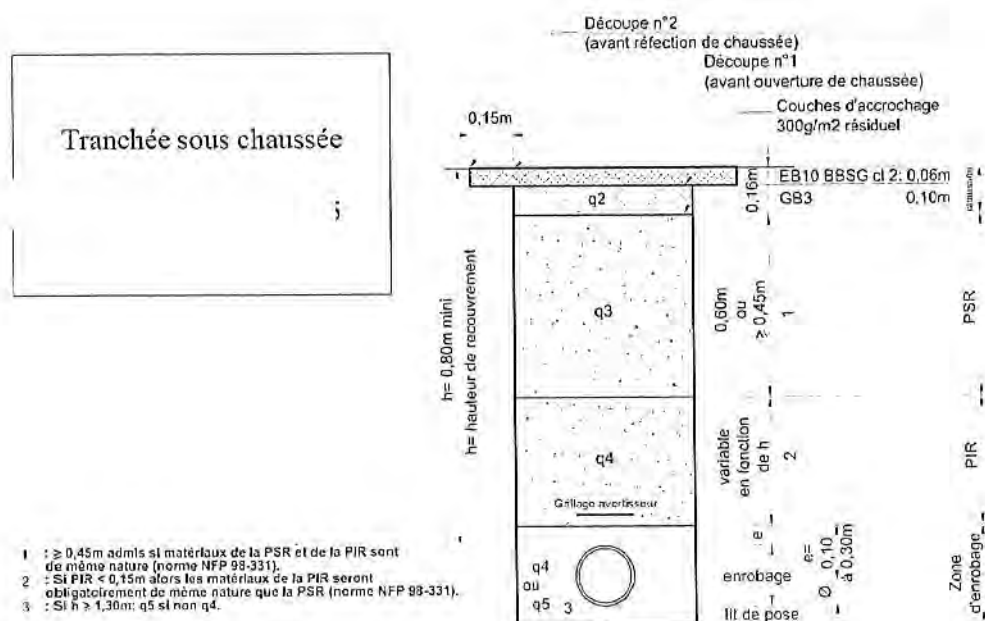 Découpe n°2
(avant réfection de chaussée)
Découpe n°1
(avant ouverture de chaussée)
Couches d'accrochage
300g/m2 résiduel
Tranchée sous chaussée
0,15m
EB10 BBSG cl 2: 0,06m
GB3 0,10m
0,16m
q2
h= 0,80m mini
h= hauteur de recouvrement
q3
0,60m
ou
≥ 0,45m
1
PSR
q4
variable
en fonction
de h
2
PIR
Grillage avertisseur
1 : ≥ 0,45m admis si matériaux de la PSR et de la PIR sont
de même nature (norme NFP 98-331).
2 : Si PIR < 0,15m alors les matériaux de la PIR seront
obligatoirement de même nature que la PSR (norme NFP 98-331).
3 : Si h ≥ 1,30m: q5 si non q4.
q4
ou
q5 3
e
enrobage
lit de pose
e=
Ø 0,10
à 0,30m
Zone
d'enrobage